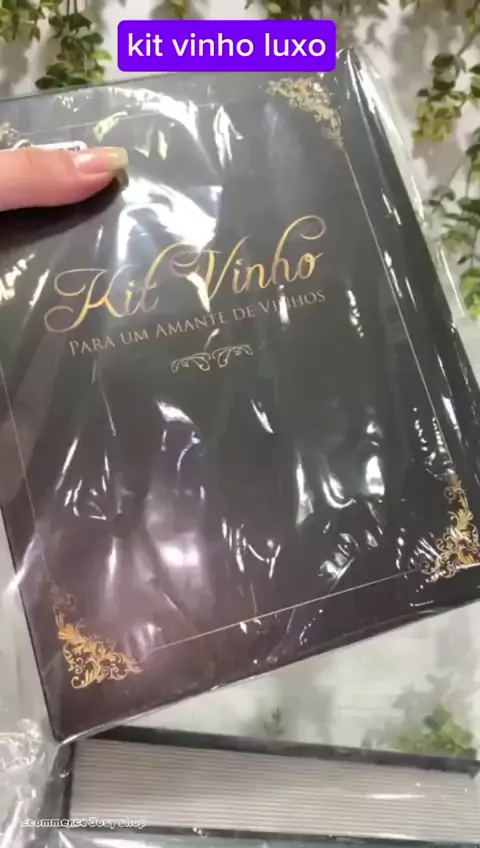 kit vinho luxo
Kit Vinho
Para um Amante de Vinhos